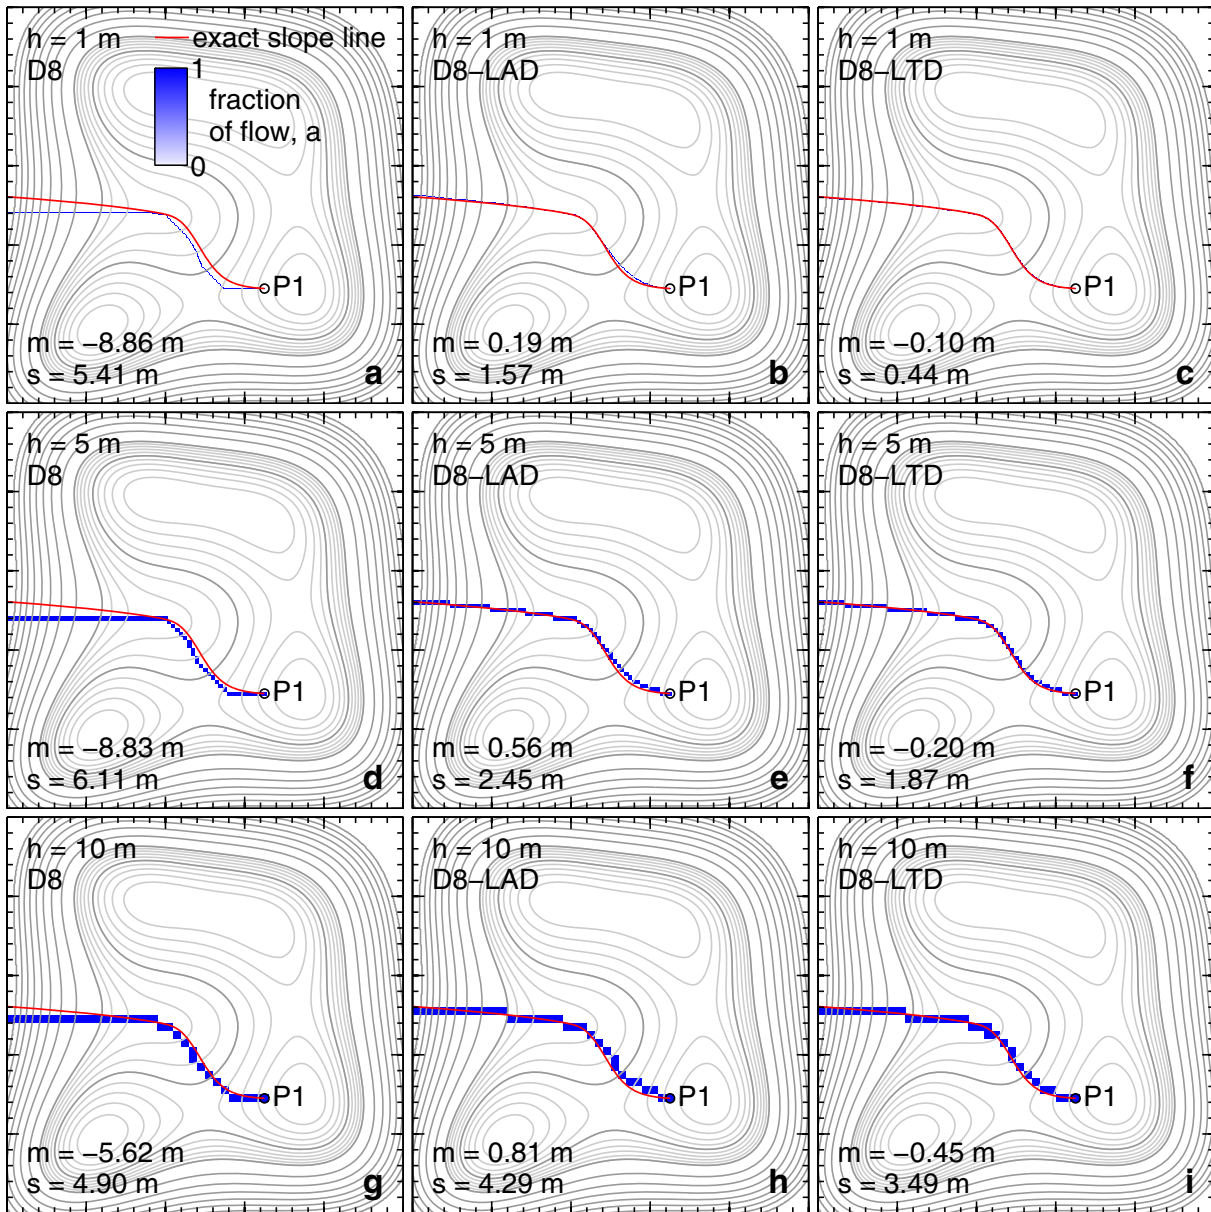 h = 1 m
exact slope line
D8
1
fraction
of flow, a
0
P1
m = −8.86 m
s = 5.41 m
a
h = 1 m
D8−LAD
P1
m = 0.19 m
s = 1.57 m
b
h = 1 m
D8−LTD
P1
m = −0.10 m
s = 0.44 m
c
h = 5 m
D8
P1
m = −8.83 m
s = 6.11 m
d
h = 5 m
D8−LAD
P1
m = 0.56 m
s = 2.45 m
e
h = 5 m
D8−LTD
P1
m = −0.20 m
s = 1.87 m
f
h = 10 m
D8
P1
m = −5.62 m
s = 4.90 m
g
h = 10 m
D8−LAD
P1
m = 0.81 m
s = 4.29 m
h
h = 10 m
D8−LTD
P1
m = −0.45 m
s = 3.49 m
i